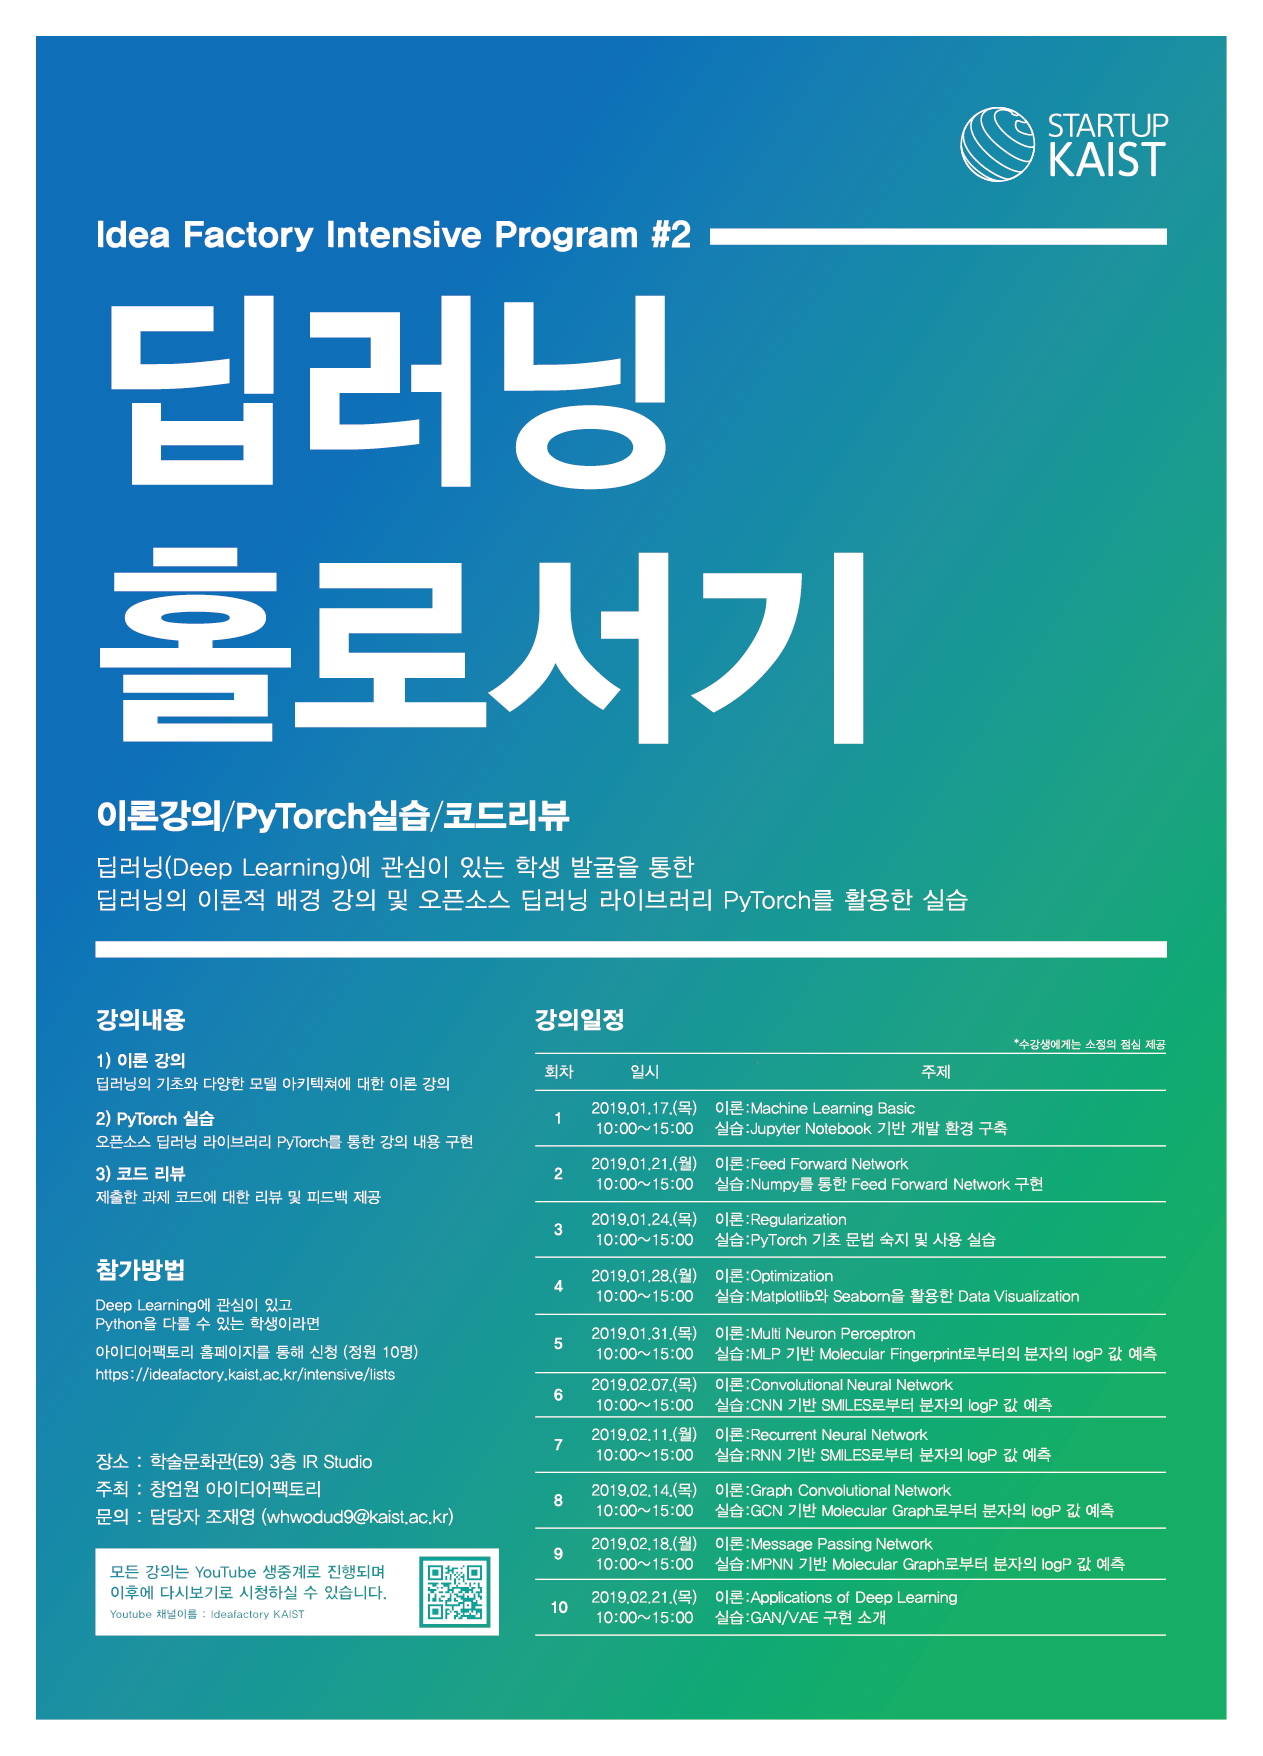 STARTUP
KAIST
Idea Factory Intensive Program #2
딥러닝
홀로서기
이론강의/PyTorch실습/코드리뷰
딥러닝(Deep Learning)에 관심이 있는 학생 발굴을 통한
딥러닝의 이론적 배경 강의 및 오픈소스 딥러닝 라이브러리 PyTorch를 활용한 실습
강의내용
1) 이론 강의
딥러닝의 기초와 다양한 모델 아키텍쳐에 대한 이론 강의
2) PyTorch 실습
오픈소스 딥러닝 라이브러리 PyTorch를 통한 강의 내용 구현
3) 코드 리뷰
제출한 과제 코드에 대한 리뷰 및 피드백 제공
참가방법
Deep Learning에 관심이 있고
Python을 다룰 수 있는 학생이라면
아이디어팩토리 홈페이지를 통해 신청 (정원 10명)
https://ideafactory.kaist.ac.kr/intensive/lists
장소 : 학술문화관(E9) 3층 IR Studio
주최 : 창업원 아이디어팩토리
문의 : 담당자 조재영 (whwodud9@kaist.ac.kr)
모든 강의는 YouTube 생중계로 진행되며
이후에 다시보기로 시청하실 수 있습니다.
Youtube 채널이름 : Ideafactory KAIST
강의일정
*수강생에게는 소정의 점심 제공
회차 일시 주제
1 2019.01.17.(목) 이론:Machine Learning Basic
10:00~15:00 실습:Jupyter Notebook 기반 개발 환경 구축
2 2019.01.21.(월) 이론:Feed Forward Network
10:00~15:00 실습:Numpy를 통한 Feed Forward Network 구현
3 2019.01.24.(목) 이론:Regularization
10:00~15:00 실습:PyTorch 기초 문법 숙지 및 사용 실습
4 2019.01.28.(월) 이론:Optimization
10:00~15:00 실습:Matplotlib와 Seaborn을 활용한 Data Visualization
5 2019.01.31.(목) 이론:Multi Neuron Perceptron
10:00~15:00 실습:MLP 기반 Molecular Fingerprint로부터의 분자의 logP 값 예측
6 2019.02.07.(목) 이론:Convolutional Neural Network
10:00~15:00 실습:CNN 기반 SMILES로부터 분자의 logP 값 예측
7 2019.02.11.(월) 이론:Recurrent Neural Network
10:00~15:00 실습:RNN 기반 SMILES로부터 분자의 logP 값 예측
8 2019.02.14.(목) 이론:Graph Convolutional Network
10:00~15:00 실습:GCN 기반 Molecular Graph로부터 분자의 logP 값 예측
9 2019.02.18.(월) 이론:Message Passing Network
10:00~15:00 실습:MPNN 기반 Molecular Graph로부터 분자의 logP 값 예측
10 2019.02.21.(목) 이론:Applications of Deep Learning
10:00~15:00 실습:GAN/VAE 구현 소개